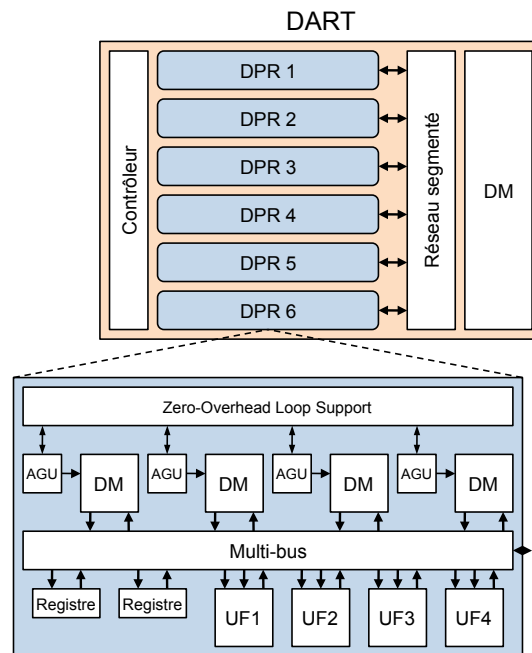 DART
Contrôleur
DPR 1
DPR 2
DPR 3
DPR 4
DPR 5
DPR 6
Réseau segmenté
DM
Zero-Overhead Loop Support
AGU DM AGU DM AGU DM AGU DM
Multi-bus
Registre Registre UF1 UF2 UF3 UF4